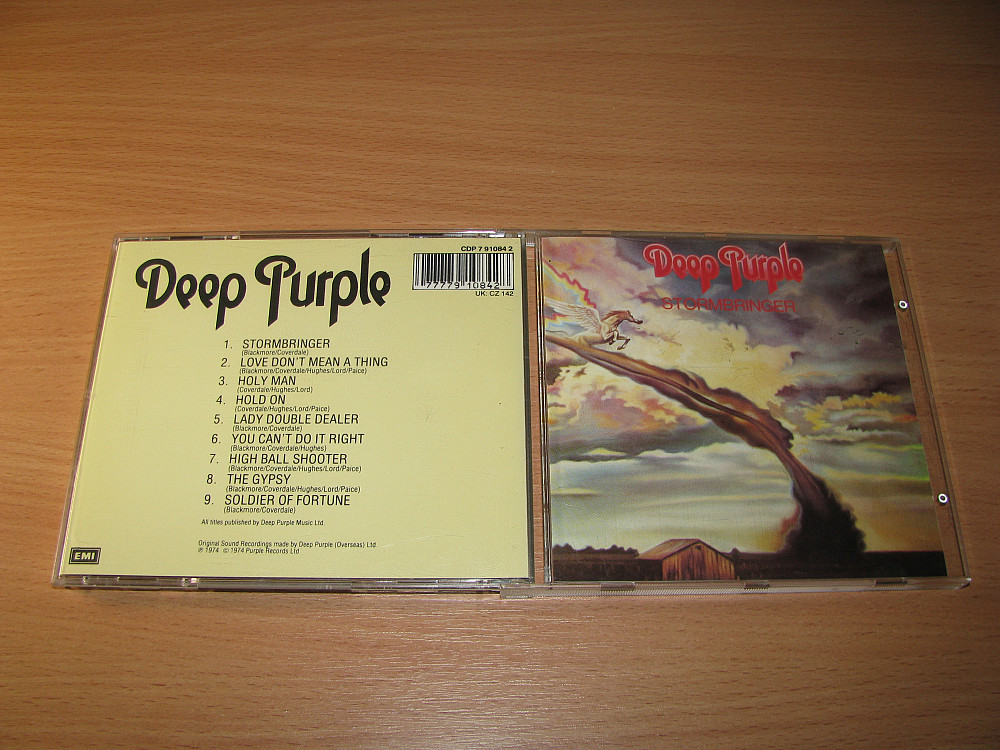 CDP 7 91084 2
Deep Purple
77779 10842
UK: CZ 142
1. STORMBRINGER
(Blackmore/Coverdale)
2. LOVE DON'T MEAN A THING
(Blackmore/Coverdale/Hughes/Lord/Paice)
3. HOLY MAN
(Coverdale/Hughes/Lord)
4. HOLD ON
(Coverdale/Hughes/Lord/Paice)
5. LADY DOUBLE DEALER
(Blackmore/Coverdale)
6. YOU CAN'T DO IT RIGHT
(Blackmore/Coverdale/Hughes)
7. HIGH BALL SHOOTER
(Blackmore/Coverdale/Hughes/Lord/Paice)
8. THE GYPSY
(Blackmore/Coverdale/Hughes/Lord/Paice)
9. SOLDIER OF FORTUNE
(Blackmore/Coverdale)
All titles published by Deep Purple Music Ltd.
Original Sound Recordings made by Deep Purple (Overseas) Ltd.
℗ 1974 © 1974 Purple Records Ltd
EMI
Deep Purple
STORMBRINGER